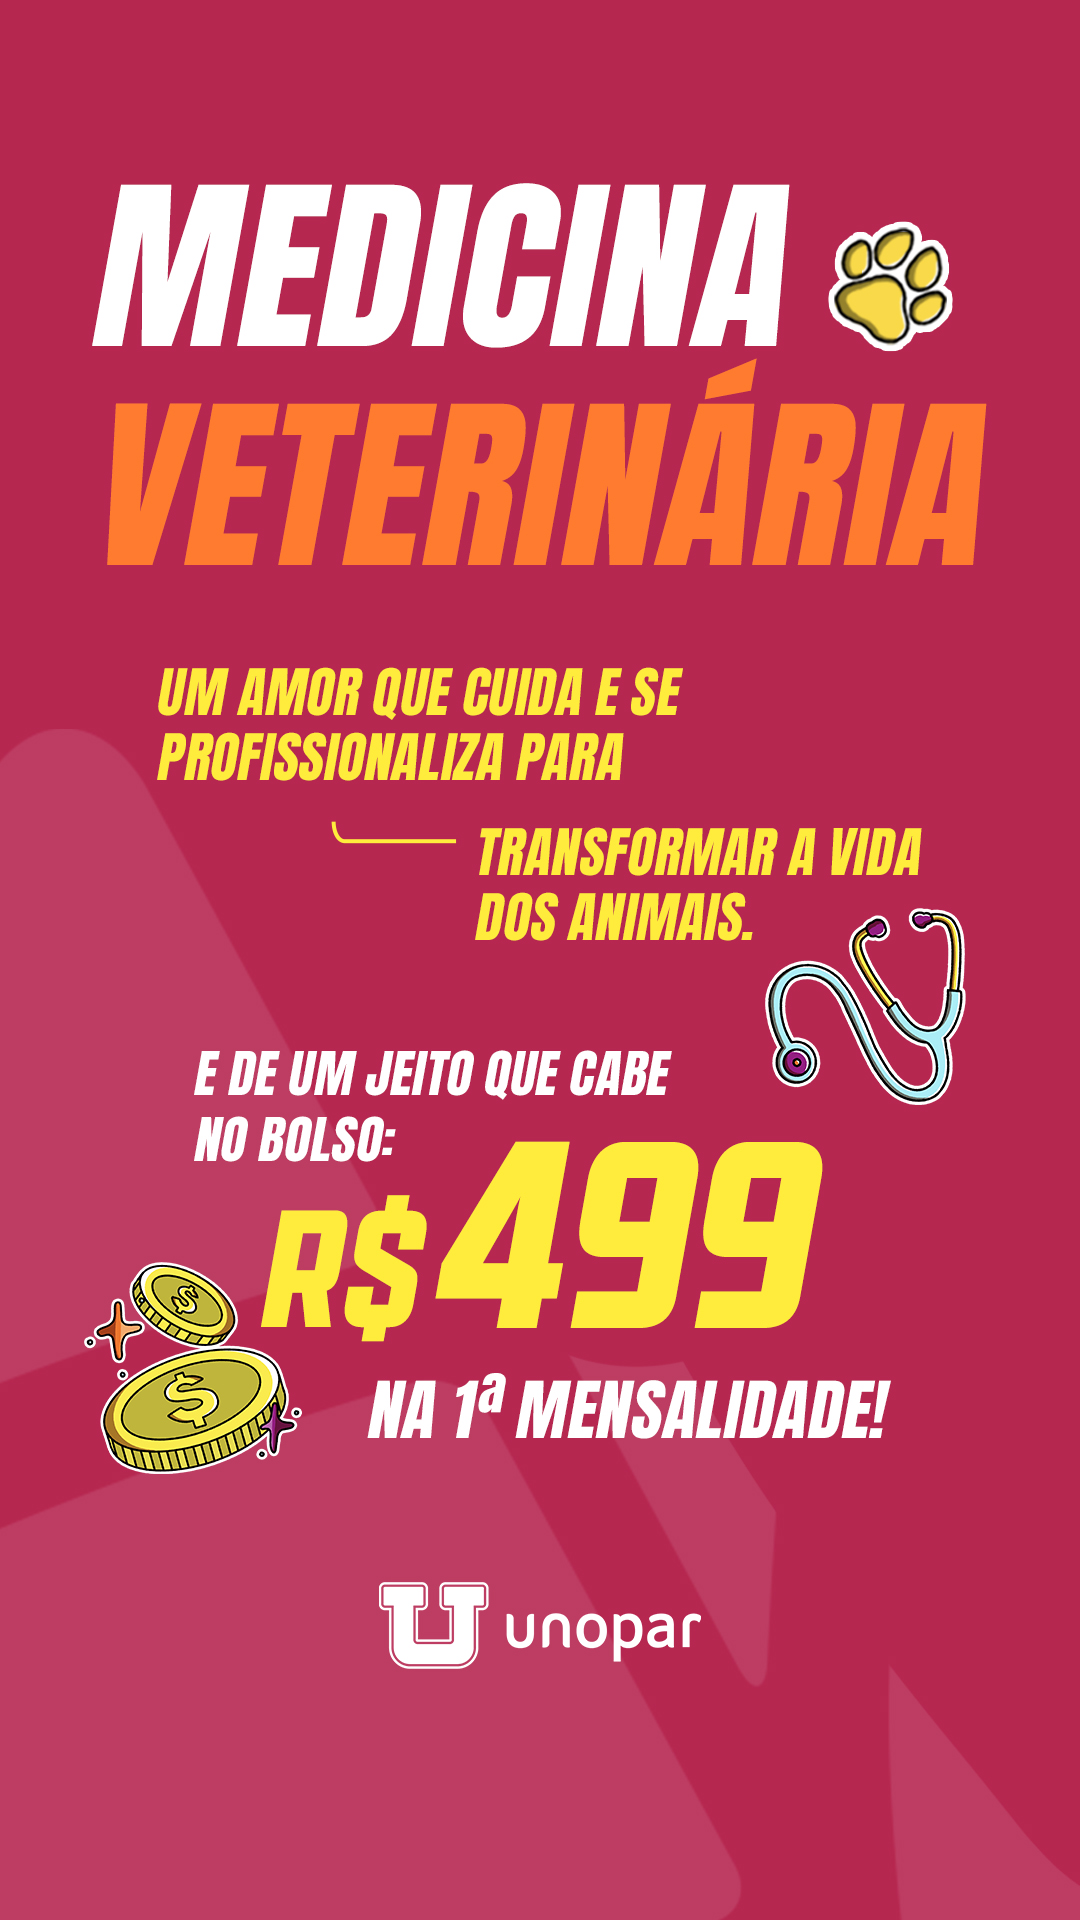 MEDICINA
VETERINÁRIA
UM AMOR QUE CUIDA E SE
PROFISSIONALIZA PARA
TRANSFORMAR A VIDA
DOS ANIMAIS.
E DE UM JEITO QUE CABE
NO BOLSO:
R$499
NA 1ª MENSALIDADE!
U unopar